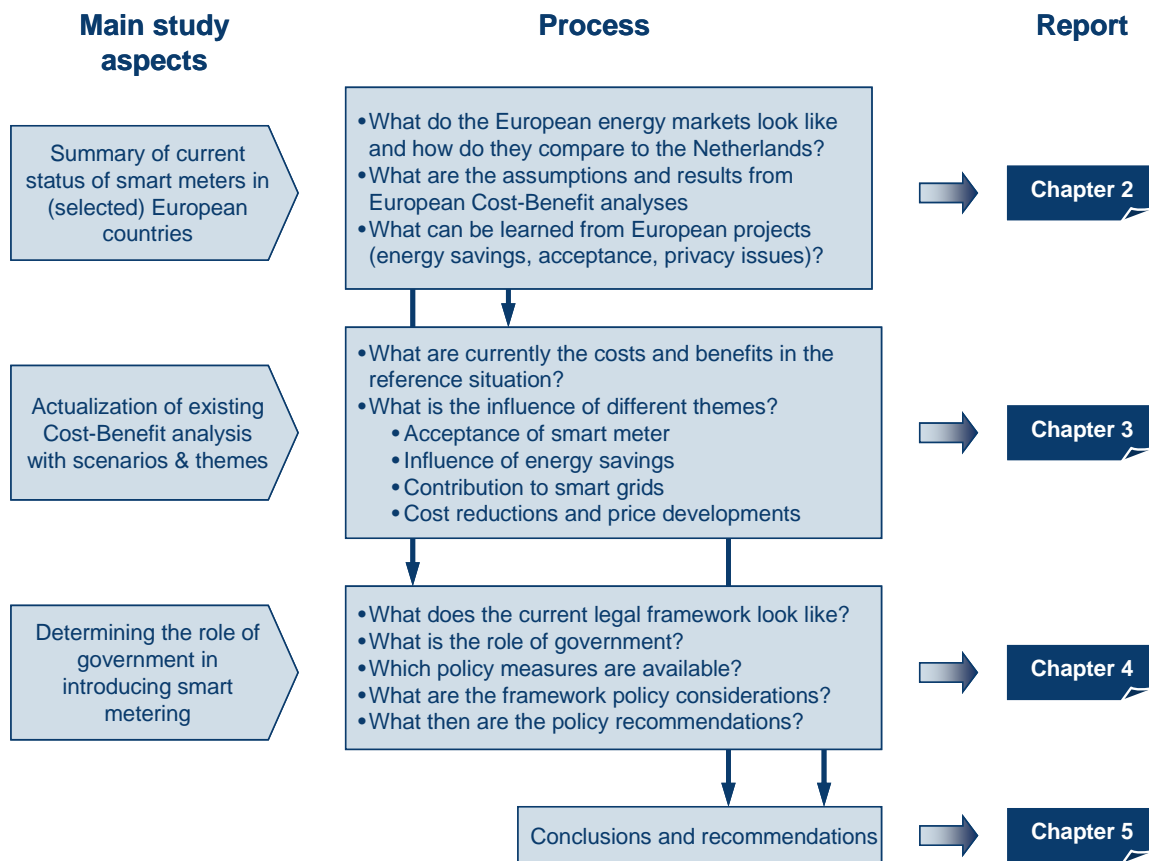 Main study
aspects
Process
Report
Summary of current
status of smart meters in
(selected) European
countries
•What do the European energy markets look like
and how do they compare to the Netherlands?
•What are the assumptions and results from
European Cost-Benefit analyses
•What can be learned from European projects
(energy savings, acceptance, privacy issues)?
Chapter 2
Actualization of existing
Cost-Benefit analysis
with scenarios & themes
•What are currently the costs and benefits in the
reference situation?
•What is the influence of different themes?
•Acceptance of smart meter
•Influence of energy savings
•Contribution to smart grids
•Cost reductions and price developments
Chapter 3
Determining the role of
government in
introducing smart
metering
•What does the current legal framework look like?
•What is the role of government?
•Which policy measures are available?
•What are the framework policy considerations?
•What then are the policy recommendations?
Chapter 4
Conclusions and recommendations
Chapter 5